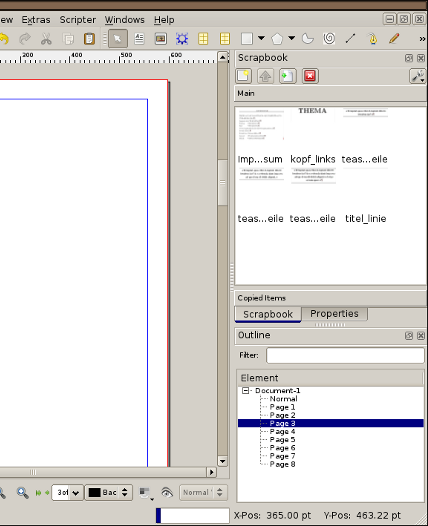 ew Extras Scripter Windows Help
200 300 400 500 600
Scrapbook
Main
THEMA
Imp...sum kopf_links teas...eile
teas...eile teas...eile titel_linie
Copied Items
Scrapbook Properties
Outline
Filter:
Element
Document-1
Normal
Page 1
Page 2
Page 3
Page 4
Page 5
Page 6
Page 7
Page 8
3 of Bac Normal
X-Pos: 365.00 pt Y-Pos: 463.22 pt